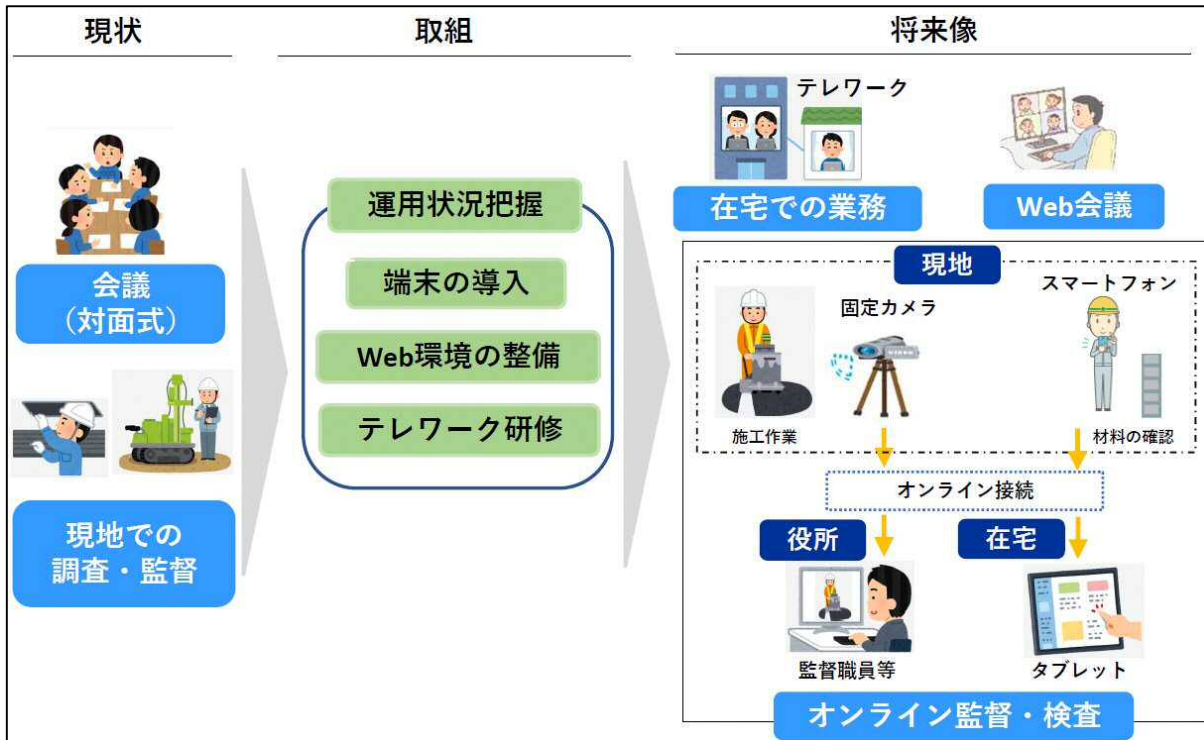 現状
取組
将来像
会議
（対面式）
現地での
調査・監督
運用状況把握
端末の導入
Web環境の整備
テレワーク研修
テレワーク
在宅での業務
Web会議
現地
固定カメラ
スマートフォン
施工作業
材料の確認
オンライン接続
役所
在宅
監督職員等
タブレット
オンライン監督・検査